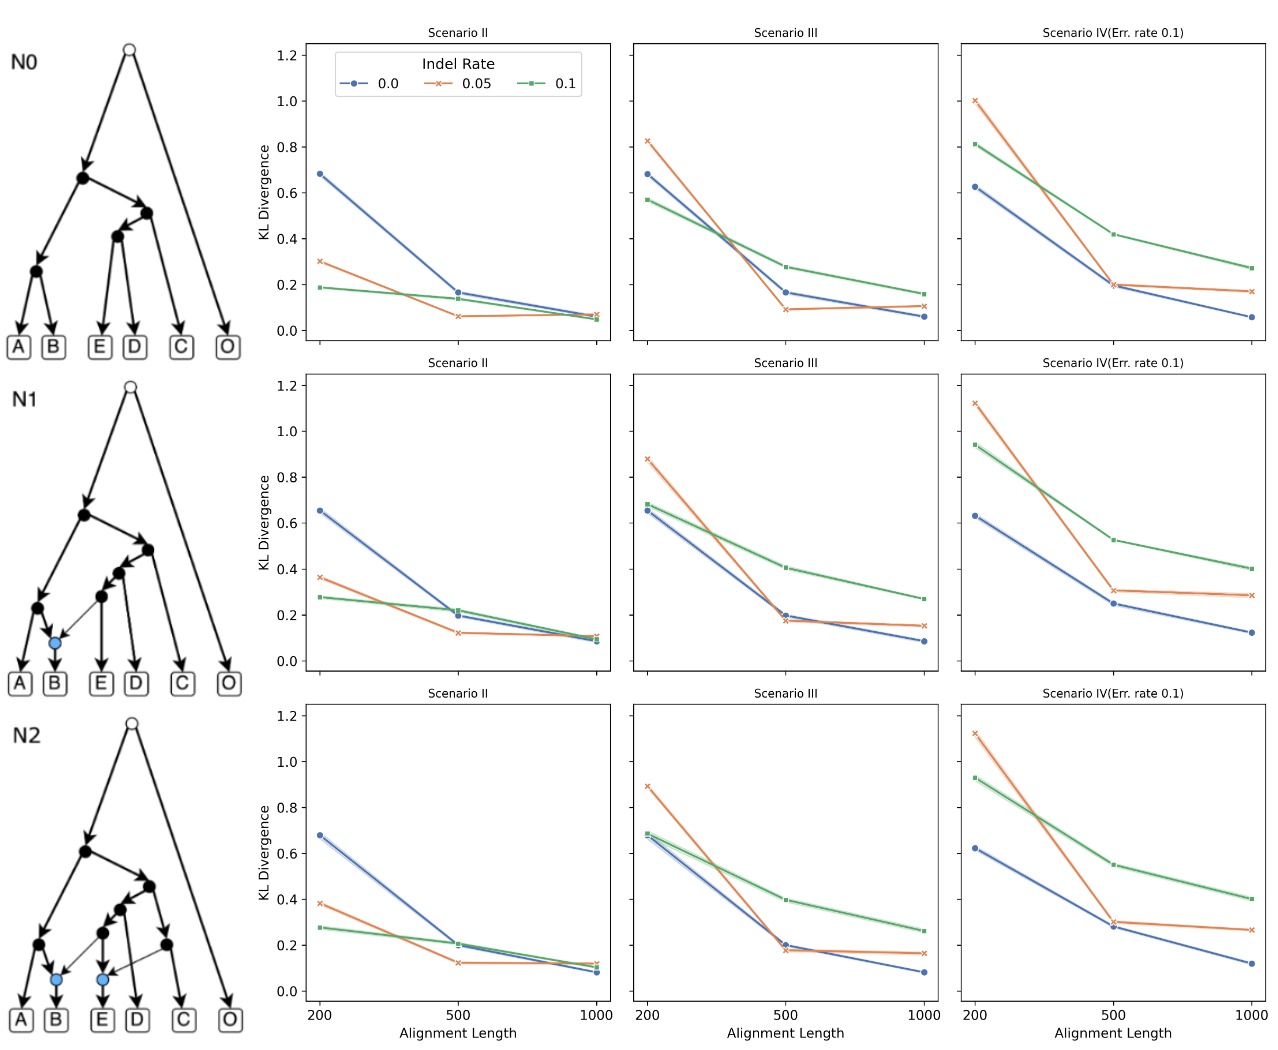 N0
A B E D C O
Scenario II
Scenario III
Scenario IV(Err. rate 0.1)
Indel Rate
0.0 0.05 0.1
KL Divergence
1.2
1.0
0.8
0.6
0.4
0.2
0.0
N1
A B E D C O
Scenario II
Scenario III
Scenario IV(Err. rate 0.1)
KL Divergence
1.2
1.0
0.8
0.6
0.4
0.2
0.0
N2
A B E D C O
Scenario II
Scenario III
Scenario IV(Err. rate 0.1)
KL Divergence
1.2
1.0
0.8
0.6
0.4
0.2
0.0
200 500 1000
Alignment Length
200 500 1000
Alignment Length
200 500 1000
Alignment Length